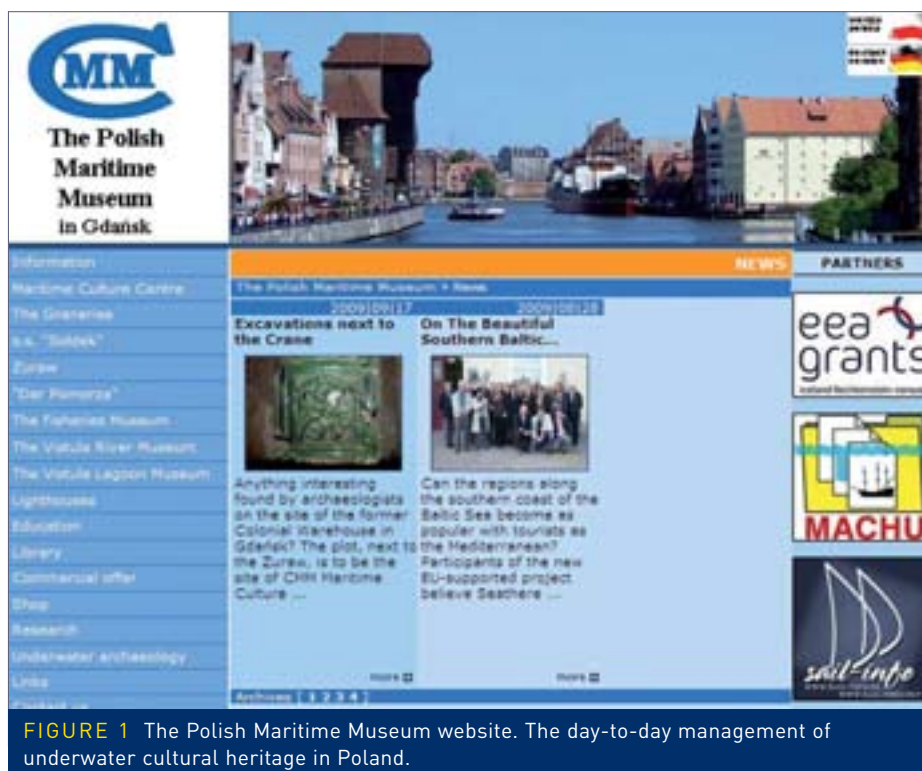 MM
The Polish
Maritime
Museum
in Gdańsk
Information
Maritime Culture Centre
The Granaries
s.s. "Sołdek"
Żuraw
"Dar Pomorza"
The Fisheries Museum
The Vistula River Museum
The Vistula Lagoon Museum
Lighthouses
Education
Library
Commercial offer
Shop
Research
Underwater archaeology
Links
Contact us
NEWS
The Polish Maritime Museum > News
2009|09|17
Excavations next to
the Crane
Anything interesting
found by archaeologists
on the site of the former
Colonial Warehouse in
Gdańsk? The plot, next to
the Żuraw, is to be the
site of CMM Maritime
Culture ...
more
2009|08|28
On The Beautiful
Southern Baltic...
Can the regions along
the southern coast of the
Baltic Sea become as
popular with tourists as
the Mediterranean?
Participants of the new
EU-supported project
believe Seathere ...
more
Archives [ 1 2 3 4 ]
PARTNERS
eea
grants
MACHU
sail-info
FIGURE 1 The Polish Maritime Museum website. The day-to-day management of
underwater cultural heritage in Poland.